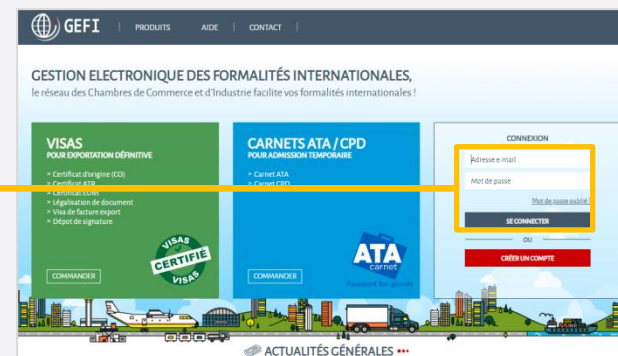 GEFI
PRODUITS
AIDE
CONTACT
GESTION ELECTRONIQUE DES FORMALITÉS INTERNATIONALES,
le réseau des Chambres de Commerce et d'Industrie facilite vos formalités internationales !
VISAS
POUR EXPORTATION DÉFINITIVE
> Certificat d'origine (CO)
> Certificat ATR
> Certificat EUR1
> Légalisation de document
> Visa de facture export
> Dépot de signature
VISAS
CERTIFIÉ
VISAS
COMMANDER
CARNETS ATA / CPD
POUR ADMISSION TEMPORAIRE
> Carnet ATA
> Carnet CPD
ATA
carnet
Passport for goods
COMMANDER
CONNEXION
Adresse e-mail
Mot de passe
Mot de passe oublié !
SE CONNECTER
OU
CRÉER UN COMPTE
ACTUALITÉS GÉNÉRALES